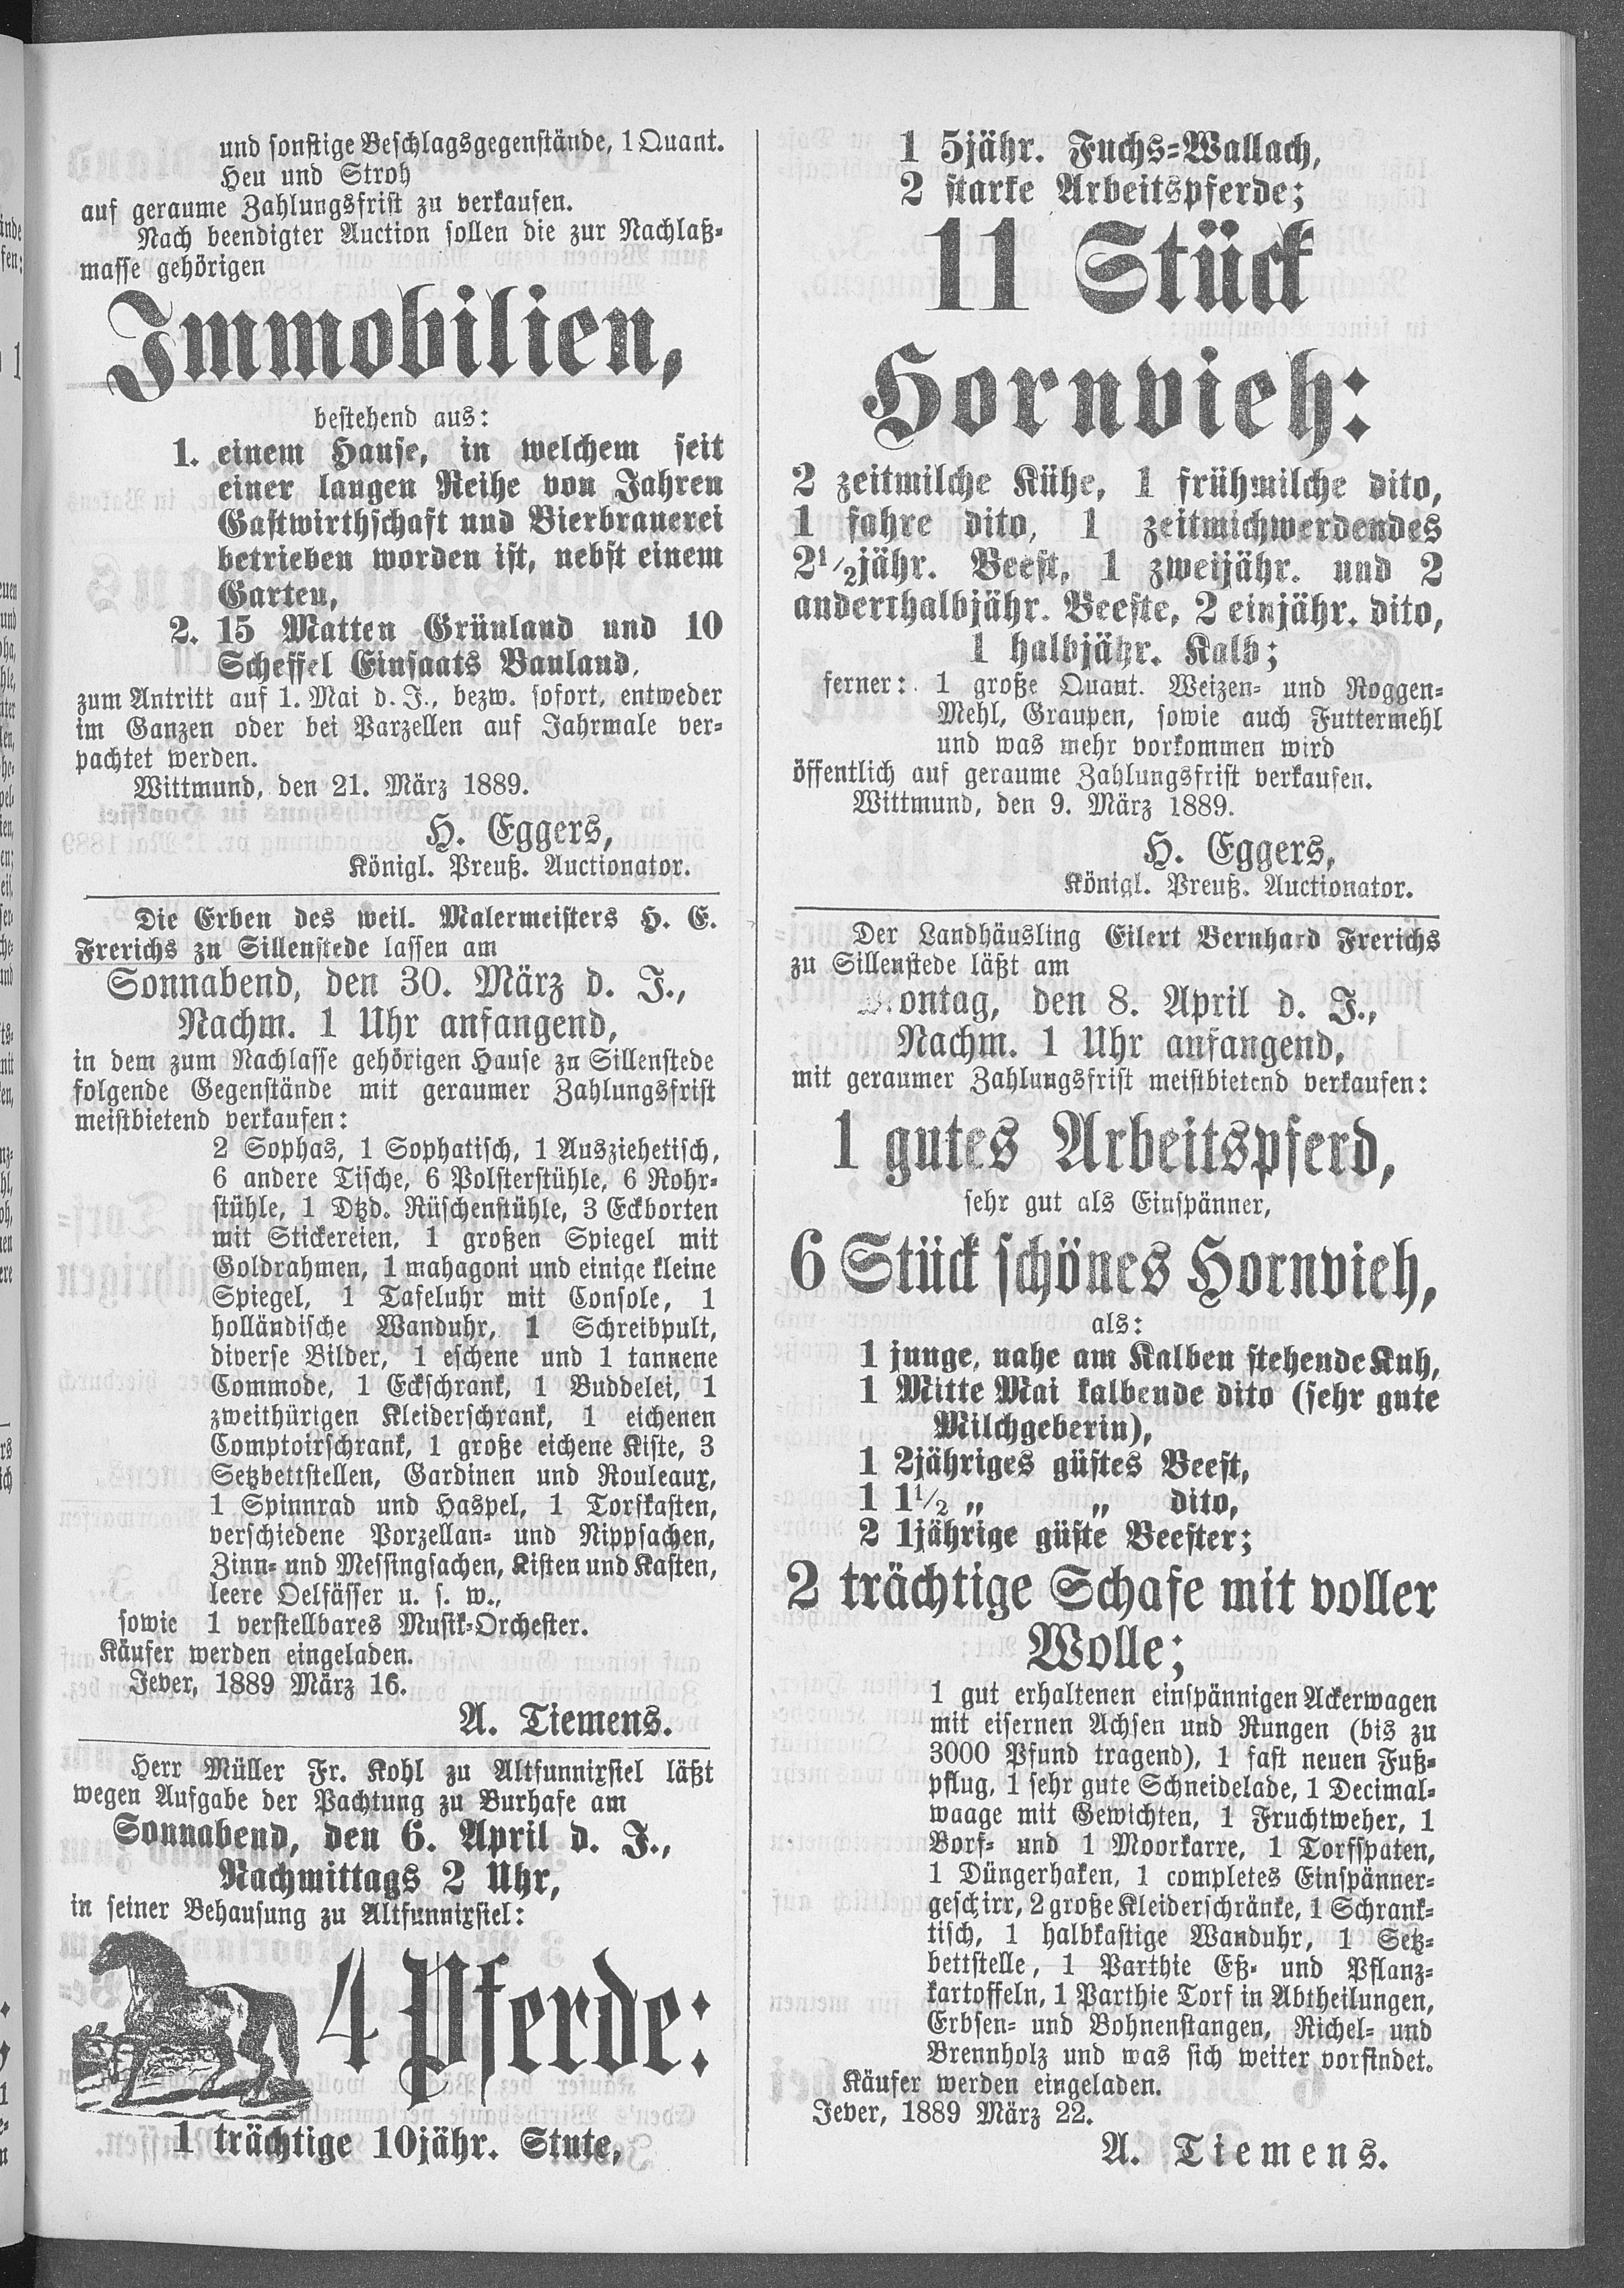 und sonstige Beschlagsgegenstände, 1 Quant.
Heu und Stroh
auf geraume Zahlungsfrist zu verkaufen.
Nach beendigter Auction sollen die zur Nachlaß-
masse gehörigen
Immobilien,
bestehend aus:
1. einem Hause, in welchem seit
einer langen Reihe von Jahren
Gastwirthschaft und Bierbrauerei
betrieben worden ist, nebst einem
Garten,
2. 15 Matten Grünland und 10
Scheffel Einsaats Bauland,
zum Antritt auf 1. Mai d. J., bezw. sofort, entweder
im Ganzen oder bei Parzellen auf Jahrmale ver-
pachtet werden.
Wittmund, den 21. März 1889.
H. Eggers,
Königl. Preuß. Auctionator.
Die Erben des weil. Malermeisters H. E.
Frerichs zu Sillenstede lassen am
Sonnabend, den 30. März d. J.,
Nachm. 1 Uhr anfangend,
in dem zum Nachlasse gehörigen Hause zu Sillenstede
folgende Gegenstände mit geraumer Zahlungsfrist
meistbietend verkaufen:
2 Sophas, 1 Sophatisch, 1 Ausziehetisch,
6 andere Tische, 6 Polsterstühle, 6 Rohr-
stühle, 1 Dtzd. Rüschenstühle, 3 Eckborten
mit Stickereien, 1 großen Spiegel mit
Goldrahmen, 1 mahagoni und einige kleine
Spiegel, 1 Tafeluhr mit Console, 1
holländische Wanduhr, 1 Schreibpult,
diverse Bilder, 1 eschene und 1 tannene
Commode, 1 Eckschrank, 1 Buddelei, 1
zweithürigen Kleiderschrank, 1 eichenen
Comptoirschrank, 1 große eichene Kiste, 3
Setzbettstellen, Gardinen und Rouleaux,
1 Spinnrad und Haspel, 1 Torfkasten,
verschiedene Porzellan- und Nippsachen,
Zinn- und Messingsachen, Kisten und Kasten,
leere Oelfässer u. s. w.,
sowie 1 verstellbares Musik-Orchester.
Käufer werden eingeladen.
Jever, 1889 März 16.
A. Tiemens.
Herr Müller Fr. Kohl zu Altfunnixsiel läßt
wegen Aufgabe der Pachtung zu Burhafe am
Sonnabend, den 6. April d. J.,
Nachmittags 2 Uhr,
in seiner Behausung zu Altfunnixsiel:
4 Pferde:
1 trächtige 10jähr. Stute,
1 5jähr. Fuchs-Wallach,
2 starke Arbeitspferde;
11 Stück
Hornvieh:
2 zeitmilche Kühe, 1 frühmilche dito,
1 fahre dito, 1 zeitmichwerdendes
2 1/2jähr. Beest, 1 zweijähr. und 2
anderthalbjähr. Beeste, 2 einjähr. dito,
1 halbjähr. Kalb;
ferner: 1 große Quant. Weizen- und Roggen-
Mehl, Graupen, sowie auch Futtermehl
und was mehr vorkommen wird
öffentlich auf geraume Zahlungsfrist verkaufen.
Wittmund, den 9. März 1889.
H. Eggers,
Königl. Preuß. Auctionator.
Der Landhäusling Eilert Bernhard Frerichs
zu Sillenstede läßt am
Montag, den 8. April d. J.,
Nachm. 1 Uhr anfangend,
mit geraumer Zahlungsfrist meistbietend verkaufen:
1 gutes Arbeitspferd,
sehr gut als Einspänner,
6 Stück schönes Hornvieh,
als:
1 junge, nahe am Kalben stehende Kuh,
1 Mitte Mai kalbende dito (sehr gute
Milchgeberin),
1 2jähriges güstes Beest,
1 1 1/2 „ „ dito,
2 1jährige güste Beester;
2 trächtige Schafe mit voller
Wolle;
1 gut erhaltenen einspännigen Ackerwagen
mit eisernen Achsen und Rungen (bis zu
3000 Pfund tragend), 1 fast neuen Fuß-
pflug, 1 sehr gute Schneidelade, 1 Decimal-
waage mit Gewichten, 1 Fruchtweher, 1
Borf- und 1 Moorkarre, 1 Torfspaten,
1 Düngerhaken, 1 completes Einspänner-
geschirr, 2 große Kleiderschränke, 1 Schrank-
tisch, 1 halbkastige Wanduhr, 1 Setz-
bettstelle, 1 Parthie Eß- und Pflanz-
kartoffeln, 1 Parthie Torf in Abtheilungen,
Erbsen- und Bohnenstangen, Richel- und
Brennholz und was sich weiter vorfindet.
Käufer werden eingeladen.
Jever, 1889 März 22.
A. Tiemens.